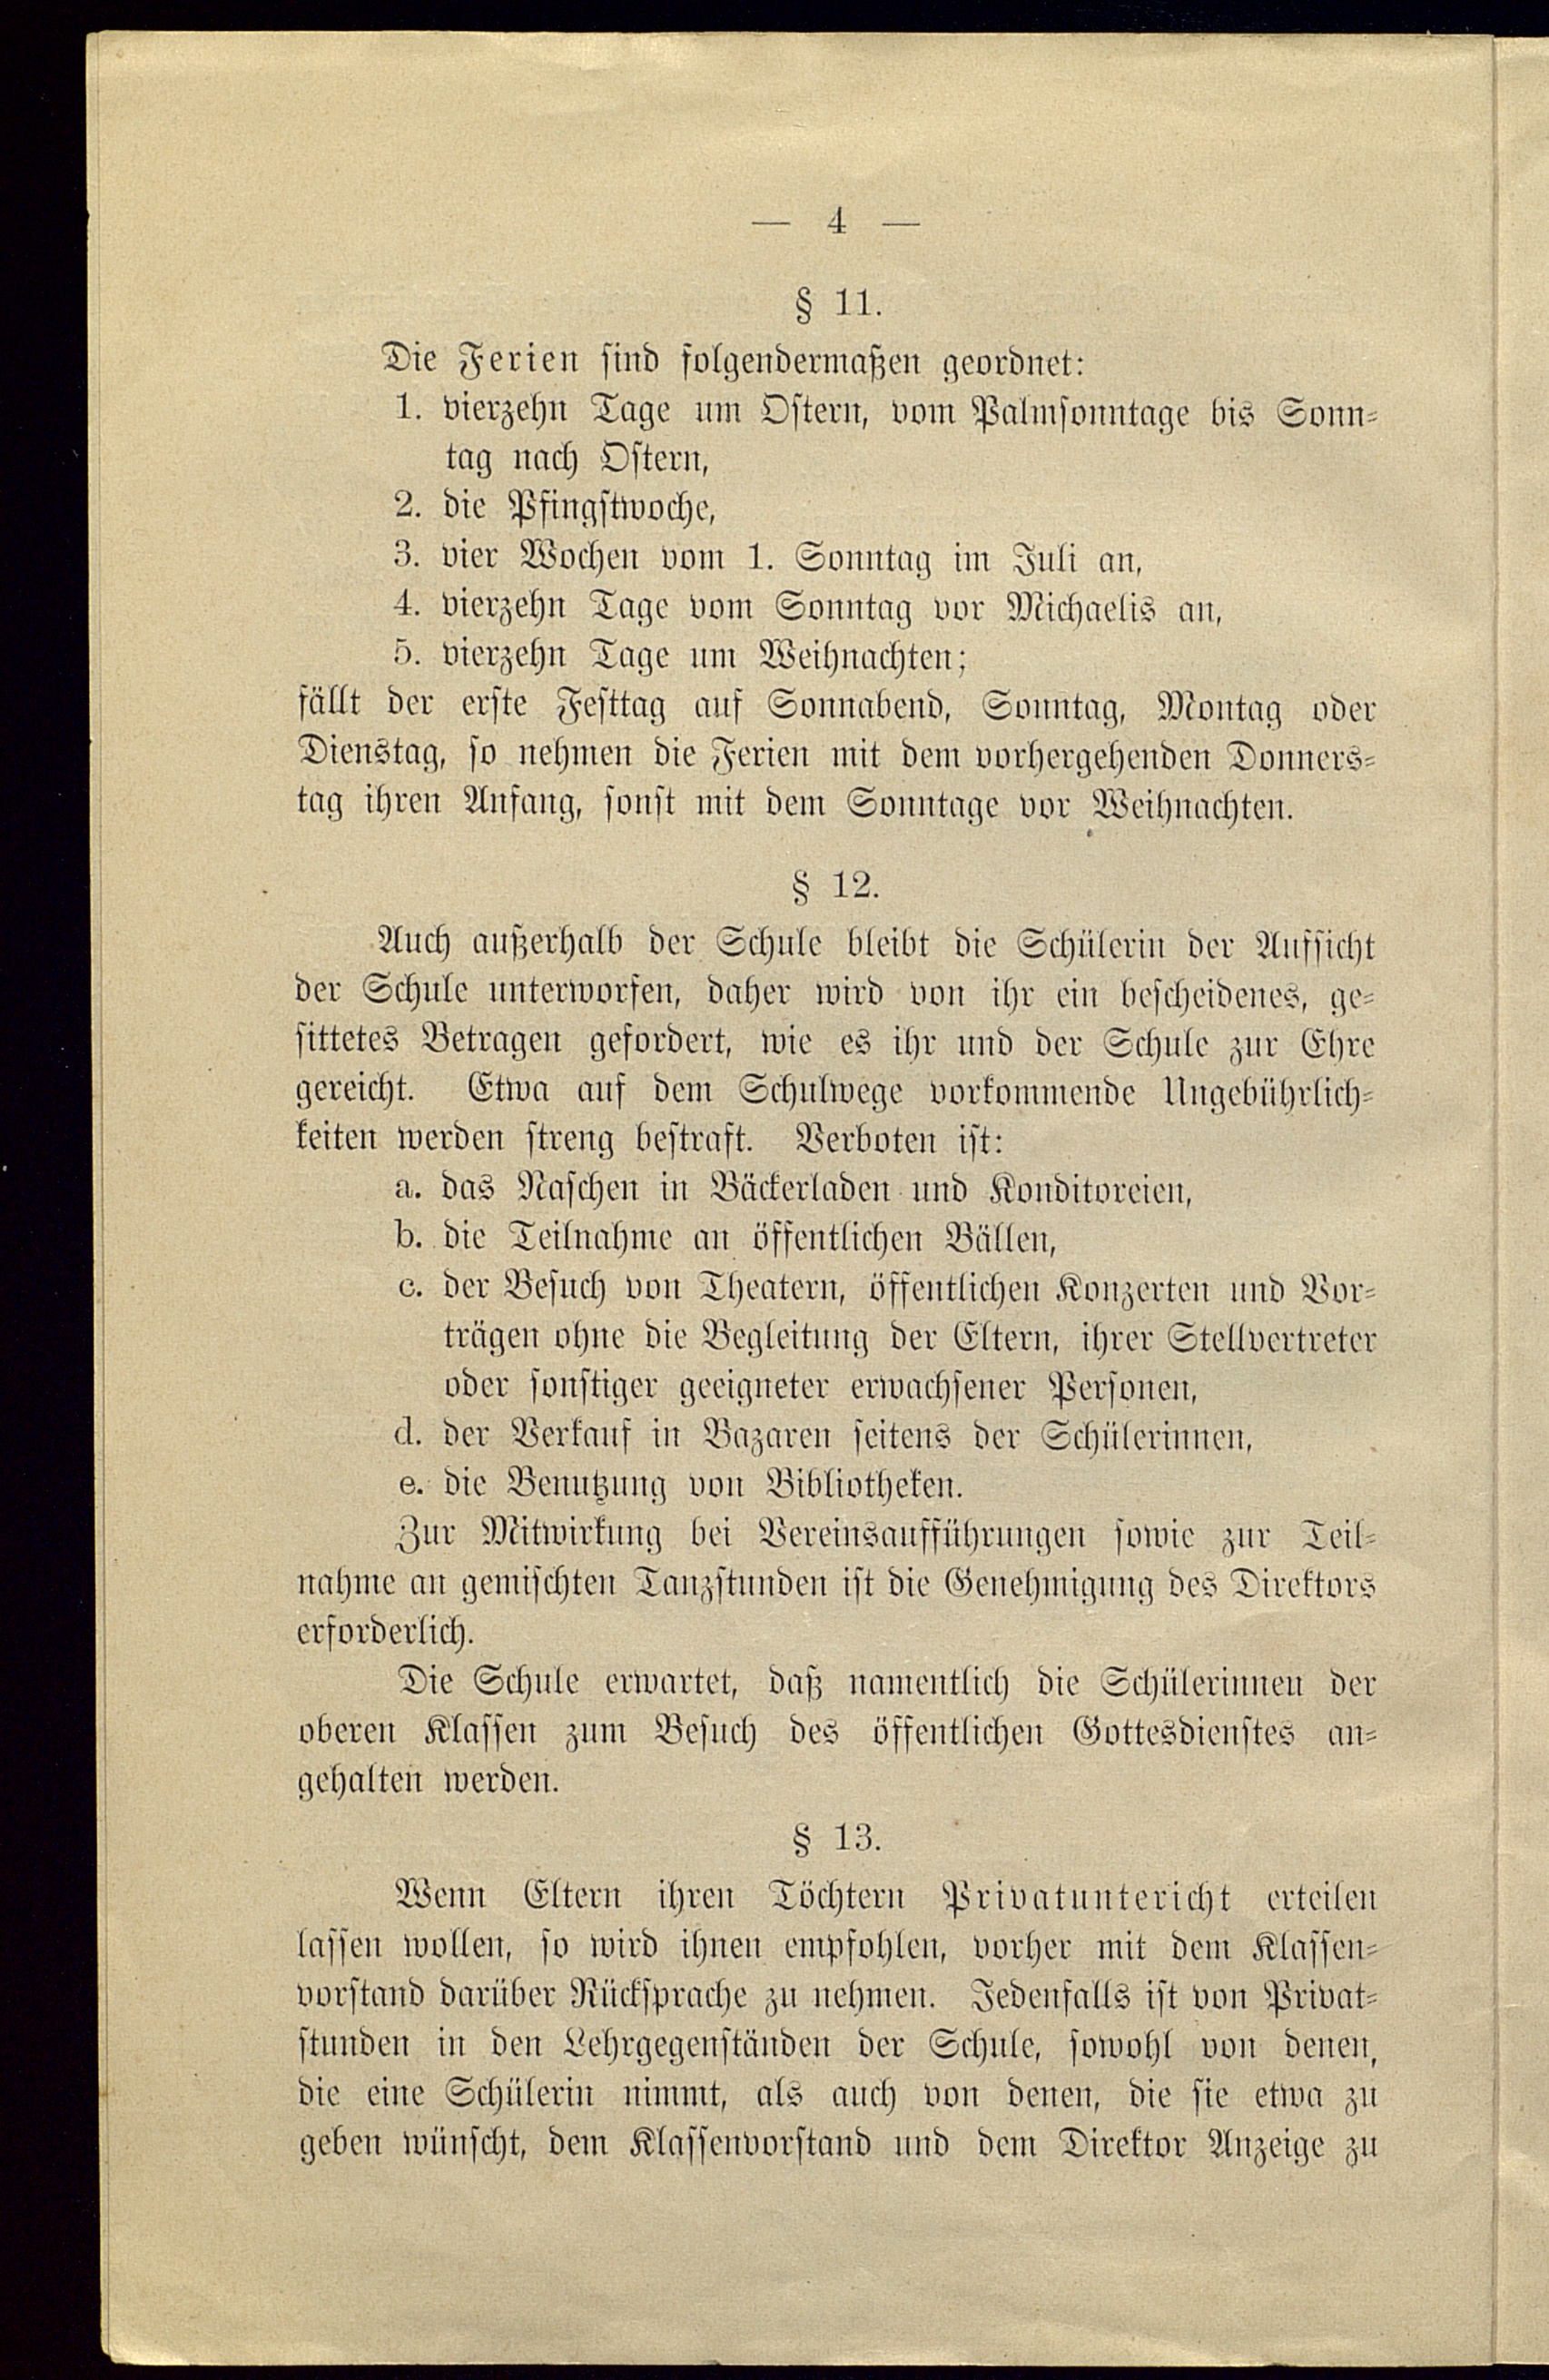 — 4 —
§ 11.
Die Ferien sind folgendermaßen geordnet:
1. vierzehn Tage um Ostern, vom Palmsonntage bis Sonn-
tag nach Ostern,
2. die Pfingstwoche,
3. vier Wochen vom 1. Sonntag im Juli an,
4. vierzehn Tage vom Sonntag vor Michaelis an,
5. vierzehn Tage um Weihnachten;
fällt der erste Festtag auf Sonnabend, Sonntag, Montag oder
Dienstag, so nehmen die Ferien mit dem vorhergehenden Donners-
tag ihren Anfang, sonst mit dem Sonntage vor Weihnachten.
§ 12.
Auch außerhalb der Schule bleibt die Schülerin der Aufsicht
der Schule unterworfen, daher wird von ihr ein bescheidenes, ge-
sittetes Betragen gefordert, wie es ihr und der Schule zur Ehre
gereicht. Etwa auf dem Schulwege vorkommende Ungebührlich-
keiten werden streng bestraft. Verboten ist:
a. das Naschen in Bäckerladen und Konditoreien,
b. die Teilnahme an öffentlichen Bällen,
c. der Besuch von Theatern, öffentlichen Konzerten und Vor-
trägen ohne die Begleitung der Eltern, ihrer Stellvertreter
oder sonstiger geeigneter erwachsener Personen,
d. der Verkauf in Bazaren seitens der Schülerinnen,
e. die Benutzung von Bibliotheken.
Zur Mitwirkung bei Vereinsaufführungen sowie zur Teil-
nahme an gemischten Tanzstunden ist die Genehmigung des Direktors
erforderlich.
Die Schule erwartet, daß namentlich die Schülerinnen der
oberen Klassen zum Besuch des öffentlichen Gottesdienstes an-
gehalten werden.
§ 13.
Wenn Eltern ihren Töchtern Privatuntericht erteilen
lassen wollen, so wird ihnen empfohlen, vorher mit dem Klassen-
vorstand darüber Rücksprache zu nehmen. Jedenfalls ist von Privat-
stunden in den Lehrgegenständen der Schule, sowohl von denen,
die eine Schülerin nimmt, als auch von denen, die sie etwa zu
geben wünscht, dem Klassenvorstand und dem Direktor Anzeige zu